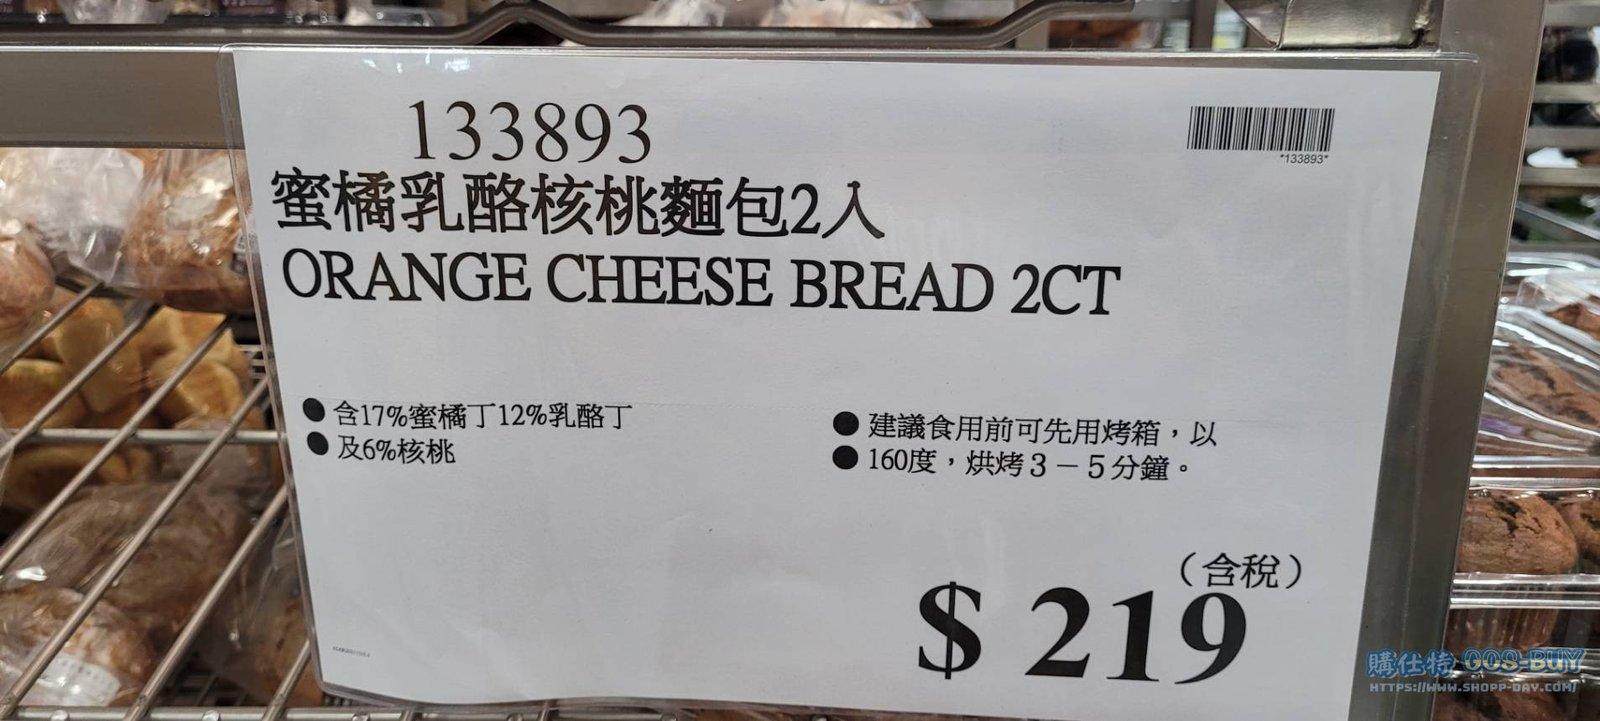 133893
*133893*
蜜橘乳酪核桃麵包2入
ORANGE CHEESE BREAD 2CT
● 含17%蜜橘丁12%乳酪丁
● 及6%核桃
● 建議食用前可先用烤箱，以
● 160度，烘烤３－５分鐘。
（含稅）
$ 219
購仕特 COS-BUY
HTTPS://WWW.SHOPP-DAY.COM/